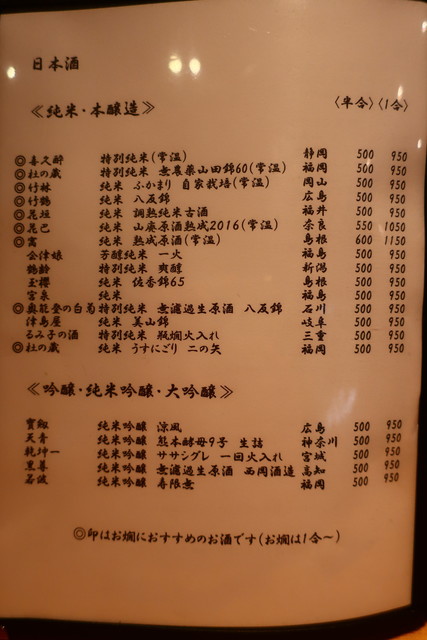 日本酒
≪純米・本醸造≫ 〈半合〉〈1合〉
◎喜久酔 特別純米(常温) 静岡 500 950
◎杜の蔵 特別純米 無農薬山田錦60(常温) 福岡 500 950
◎竹林 純米 ふかまり 自家栽培(常温) 岡山 500 950
◎竹鶴 純米 八反錦 広島 500 950
◎花垣 純米 調熟純米古酒 福井 500 950
◎花巴 純米 山廃原酒熟成2016(常温) 奈良 550 1050
◎窖 純米 熟成原酒(常温) 島根 600 1150
会津娘 芳醇純米 一火 福島 500 950
鶴齢 特別純米 爽醇 新潟 500 950
玉櫻 純米 佐香錦65 島根 500 950
宮泉 純米 福島 500 950
◎奥能登の白菊 特別純米 無濾過生原酒 八反錦 石川 500 950
津島屋 純米 美山錦 岐阜 500 950
るみ子の酒 特別純米 瓶燗火入れ 三重 500 950
◎杜の蔵 純米 うすにごり 二の矢 福岡 500 950
≪吟醸・純米吟醸・大吟醸≫
寶劔 純米吟醸 涼風 広島 500 950
天青 純米吟醸 熊本酵母9号 生詰 神奈川 500 950
乾坤一 純米吟醸 ササシグレ 一回火入れ 宮城 500 950
美善 純米吟醸 無濾過生原酒 西岡酒造 高知 500 950
若波 純米吟醸 寿限無 福岡 500 950
◎印はお燗におすすめのお酒です(お燗は1合〜)